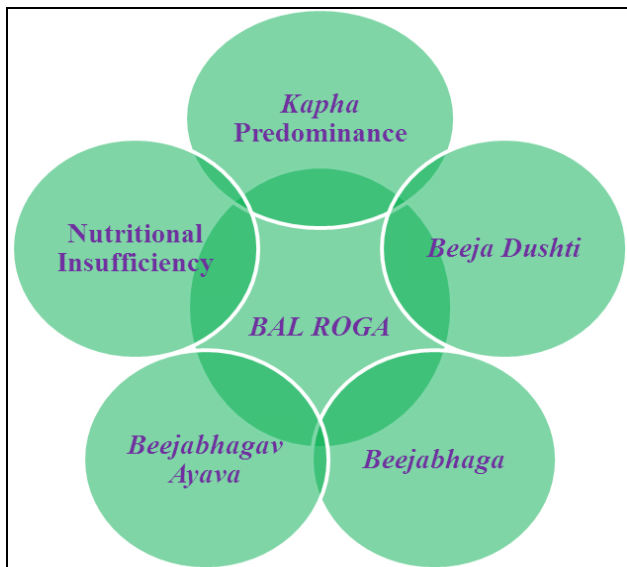 Kapha
Predominance
Nutritional
Insufficiency
Beeja Dushti
BAL ROGA
Beejabhagav
Ayava
Beejabhaga